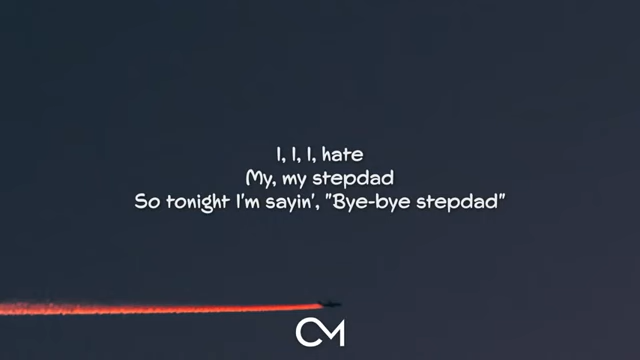 I, I, I, hate
My, my stepdad
So tonight I'm sayin', "Bye-bye stepdad"
CM